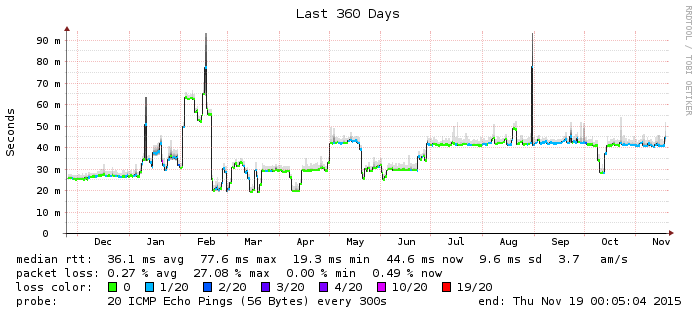 Last 360 Days
RRDTOOL / TOBI OETIKER
Seconds
90 m
80 m
70 m
60 m
50 m
40 m
30 m
20 m
10 m
0
Dec Jan Feb Mar Apr May Jun Jul Aug Sep Oct Nov
median rtt: 36.1 ms avg 77.6 ms max 19.3 ms min 44.6 ms now 9.6 ms sd 3.7 am/s
packet loss: 0.27 % avg 27.08 % max 0.00 % min 0.49 % now
loss color: 0 1/20 2/20 3/20 4/20 10/20 19/20
probe: 20 ICMP Echo Pings (56 Bytes) every 300s end: Thu Nov 19 00:05:04 2015